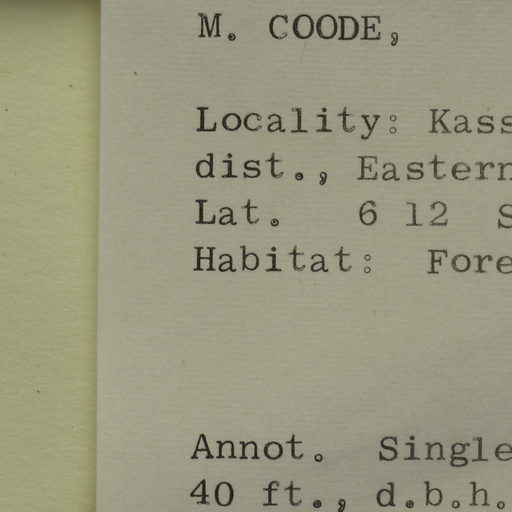 M. COODE,
Locality: Kass
dist., Eastern
Lat. 6 12 S
Habitat: Fore
Annot. Single
40 ft., d.b.h.